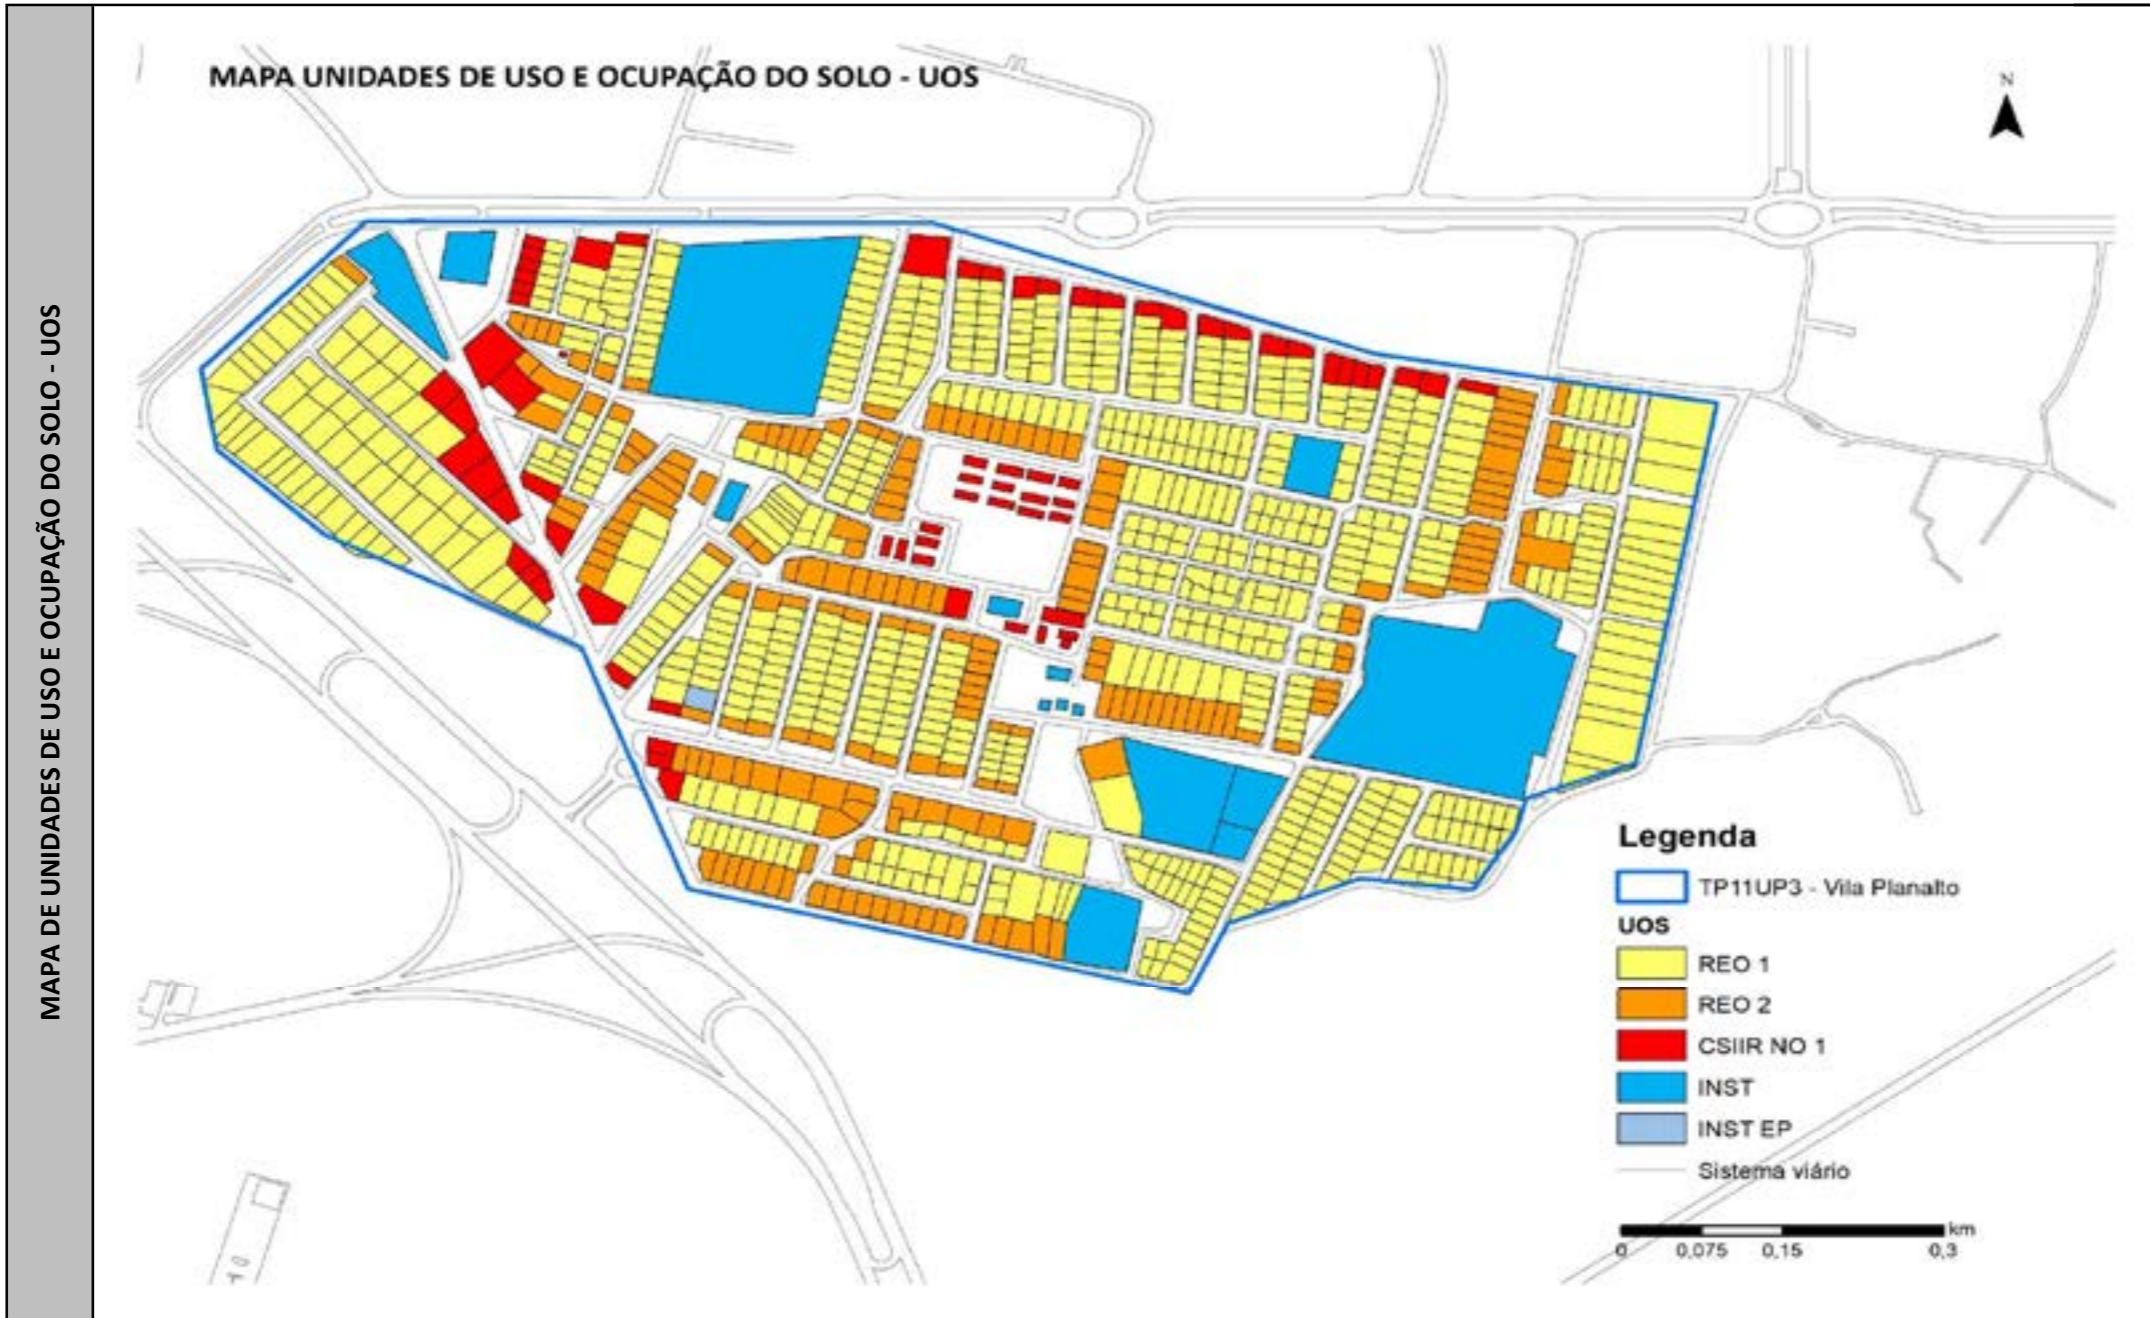 MAPA DE UNIDADES DE USO E OCUPAÇÃO DO SOLO - UOS
MAPA UNIDADES DE USO E OCUPAÇÃO DO SOLO - UOS
N
Legenda
TP11UP3 - Vila Planalto
UOS
REO 1
REO 2
CSIIR NO 1
INST
INST EP
Sistema viário
km
0 0,075 0,15 0,3